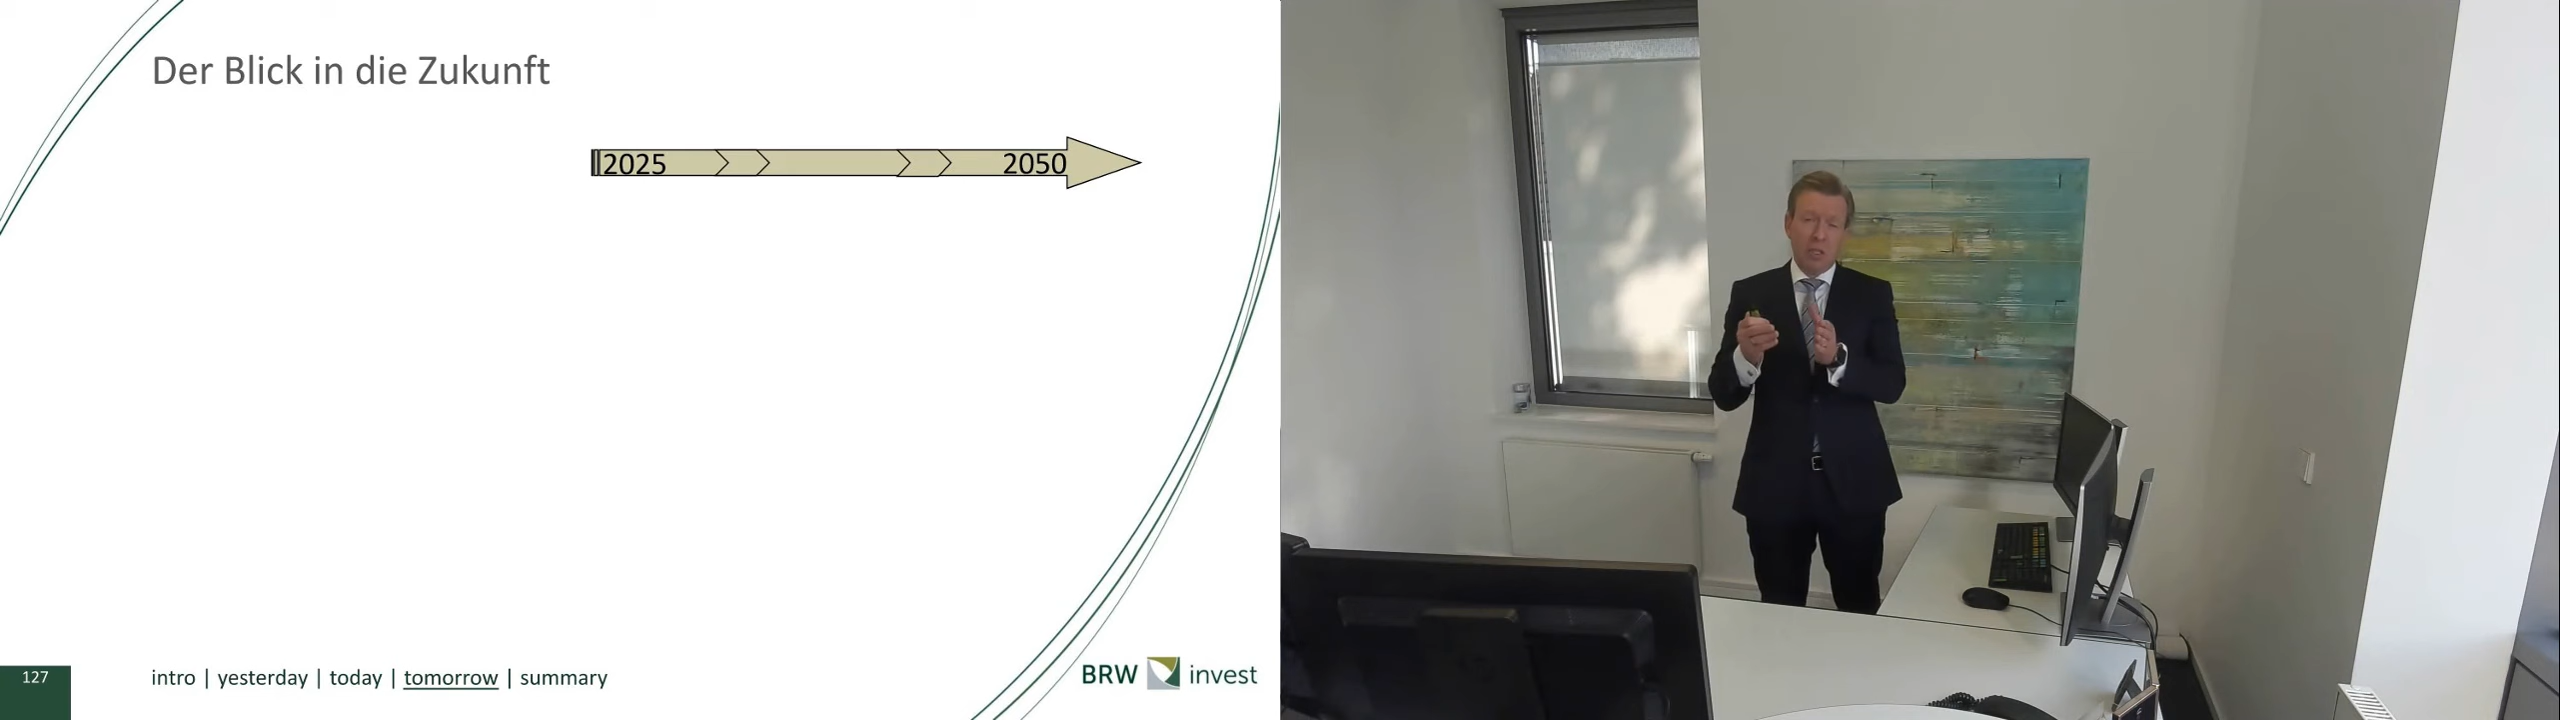 Der Blick in die Zukunft
2025 2050
127
intro | yesterday | today | tomorrow | summary
BRW invest